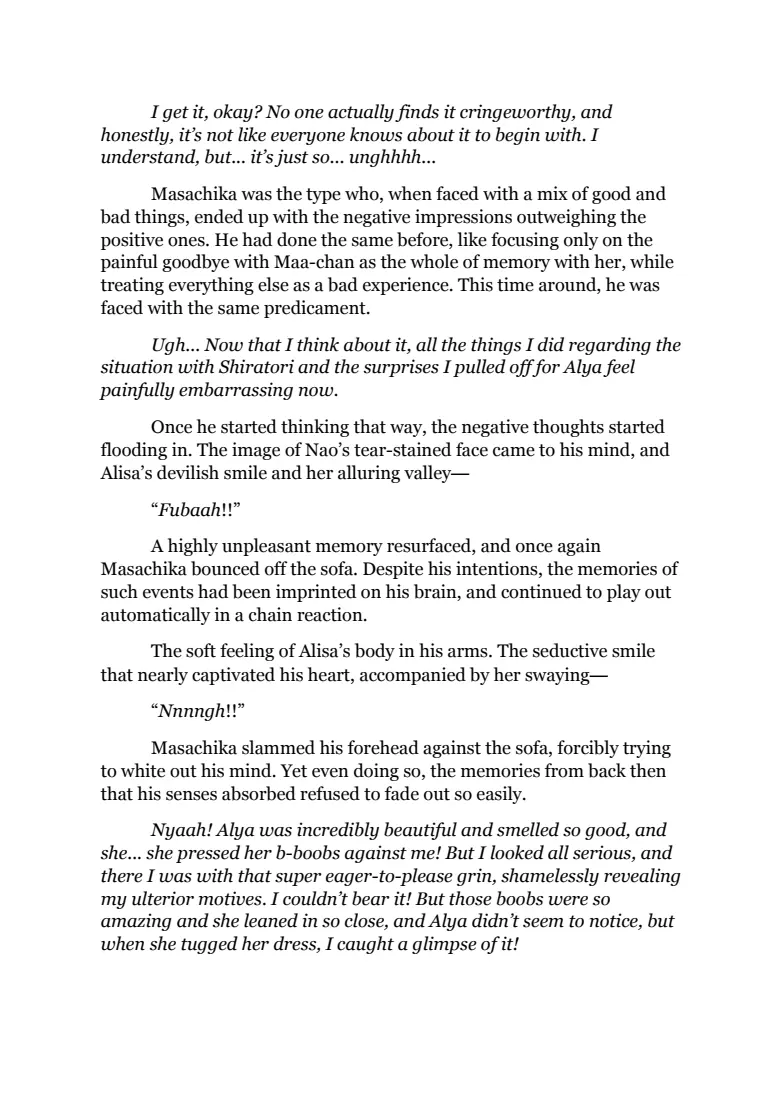 I get it, okay? No one actually finds it cringeworthy, and
honestly, it’s not like everyone knows about it to begin with. I
understand, but... it’s just so... unghhhh...
Masachika was the type who, when faced with a mix of good and
bad things, ended up with the negative impressions outweighing the
positive ones. He had done the same before, like focusing only on the
painful goodbye with Maa-chan as the whole of memory with her, while
treating everything else as a bad experience. This time around, he was
faced with the same predicament.
Ugh... Now that I think about it, all the things I did regarding the
situation with Shiratori and the surprises I pulled off for Alya feel
painfully embarrassing now.
Once he started thinking that way, the negative thoughts started
flooding in. The image of Nao’s tear-stained face came to his mind, and
Alisa’s devilish smile and her alluring valley—
“Fubaah!!”
A highly unpleasant memory resurfaced, and once again
Masachika bounced off the sofa. Despite his intentions, the memories of
such events had been imprinted on his brain, and continued to play out
automatically in a chain reaction.
The soft feeling of Alisa’s body in his arms. The seductive smile
that nearly captivated his heart, accompanied by her swaying—
“Nnnngh!!”
Masachika slammed his forehead against the sofa, forcibly trying
to white out his mind. Yet even doing so, the memories from back then
that his senses absorbed refused to fade out so easily.
Nyaah! Alya was incredibly beautiful and smelled so good, and
she... she pressed her b-boobs against me! But I looked all serious, and
there I was with that super eager-to-please grin, shamelessly revealing
my ulterior motives. I couldn’t bear it! But those boobs were so
amazing and she leaned in so close, and Alya didn’t seem to notice, but
when she tugged her dress, I caught a glimpse of it!